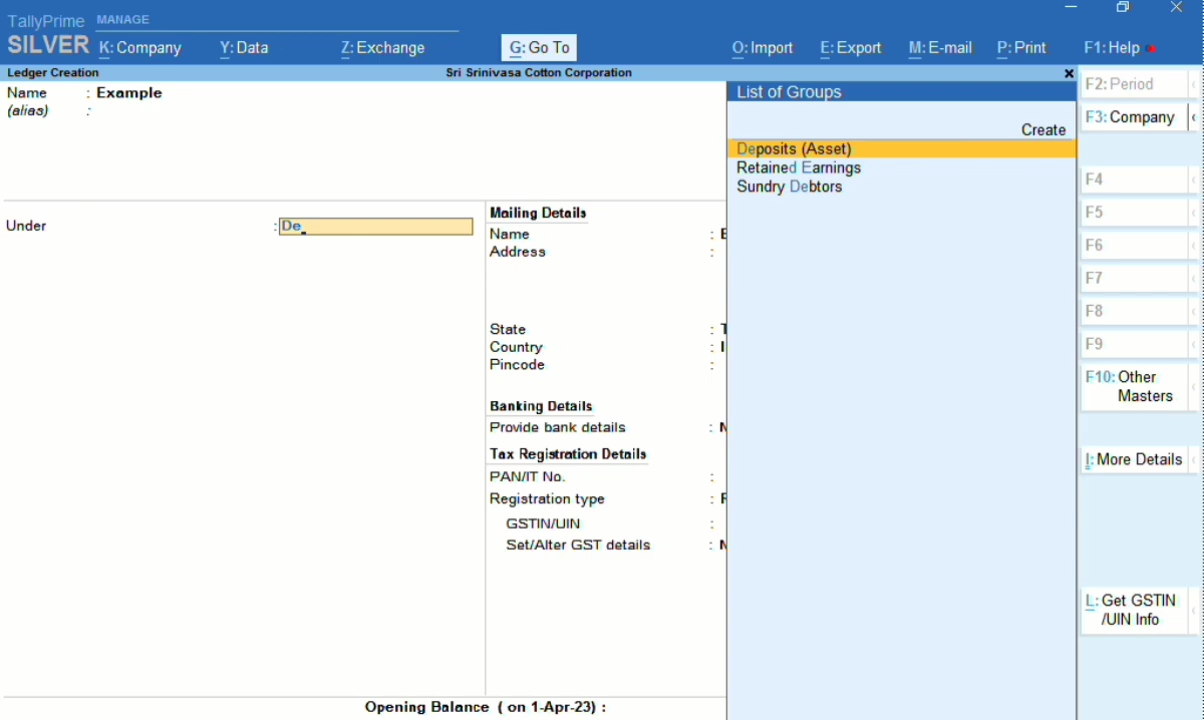 TallyPrime MANAGE
SILVER K: Company Y: Data Z: Exchange G: Go To O: Import E: Export M: E-mail P: Print F1: Help
Ledger Creation Sri Srinivasa Cotton Corporation
Name : Example
(alias) :
Under : De
Mailing Details
Name :
Address :
State :
Country :
Pincode :
Banking Details
Provide bank details :
Tax Registration Details
PAN/IT No. :
Registration type :
GSTIN/UIN :
Set/Alter GST details :
Opening Balance ( on 1-Apr-23) :
List of Groups
Create
Deposits (Asset)
Retained Earnings
Sundry Debtors
F2: Period
F3: Company
F4
F5
F6
F7
F8
F9
F10: Other
Masters
I: More Details
L: Get GSTIN
/UIN Info